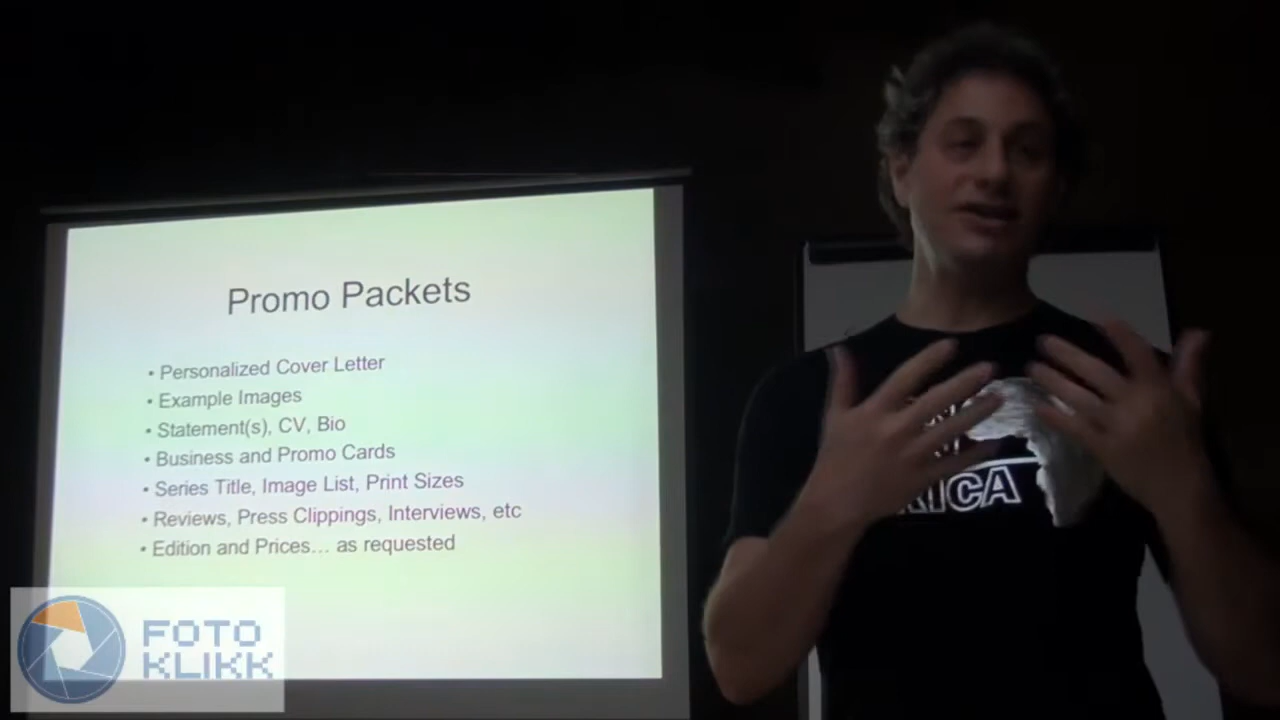 Promo Packets
• Personalized Cover Letter
• Example Images
• Statement(s), CV, Bio
• Business and Promo Cards
• Series Title, Image List, Print Sizes
• Reviews, Press Clippings, Interviews, etc
• Edition and Prices... as requested
FOTO
KLIKK